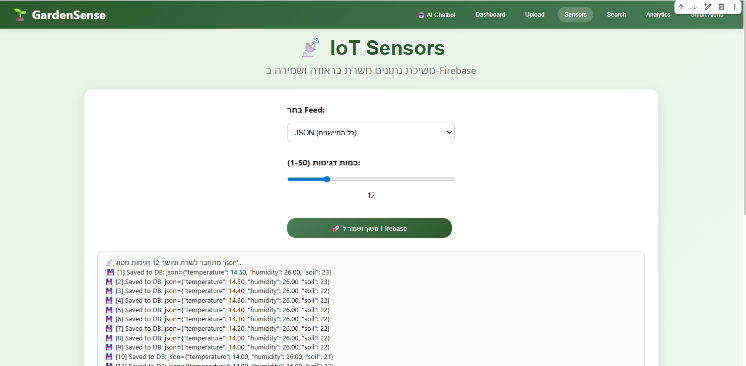 GardenSense
AI Chatbot
Dashboard
Upload
Sensors
Search
Analytics
IoT Sensors
משיכת נתונים משרת בראודה ושמירה ב-Firebase
בחר Feed:
JSON (כל החיישנים)
כמות דגימות (1-50):
12
משוך ושמור ל-Firebase
מתחבר לשרת ומושך 12 דגימות מסוג 'json'...
[1] Saved to DB: json={"temperature": 14.50, "humidity": 26.00, "soil": 23}
[2] Saved to DB: json={"temperature": 14.50, "humidity": 26.00, "soil": 23}
[3] Saved to DB: json={"temperature": 14.40, "humidity": 26.00, "soil": 22}
[4] Saved to DB: json={"temperature": 14.30, "humidity": 26.00, "soil": 22}
[5] Saved to DB: json={"temperature": 14.40, "humidity": 26.00, "soil": 22}
[6] Saved to DB: json={"temperature": 14.30, "humidity": 26.00, "soil": 22}
[7] Saved to DB: json={"temperature": 14.20, "humidity": 26.00, "soil": 22}
[8] Saved to DB: json={"temperature": 14.00, "humidity": 26.00, "soil": 22}
[9] Saved to DB: json={"temperature": 14.00, "humidity": 26.00, "soil": 22}
[10] Saved to DB: json={"temperature": 14.00, "humidity": 26.00, "soil": 21}